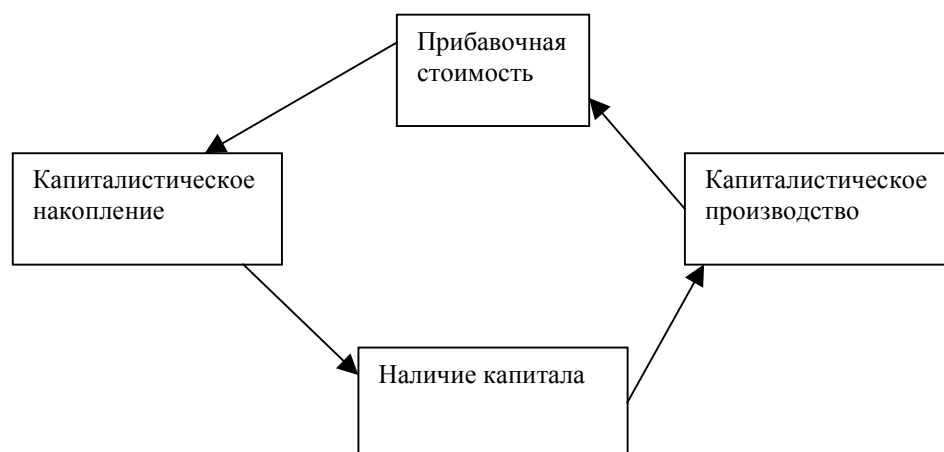 Прибавочная
стоимость
Капиталистическое
накопление
Капиталистическое
производство
Наличие капитала